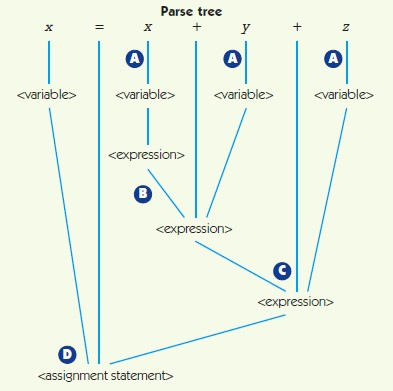 Parse tree
x = x + y + z
A A A
<variable> <variable> <variable> <variable>
<expression>
B
<expression>
C
<expression>
D
<assignment statement>